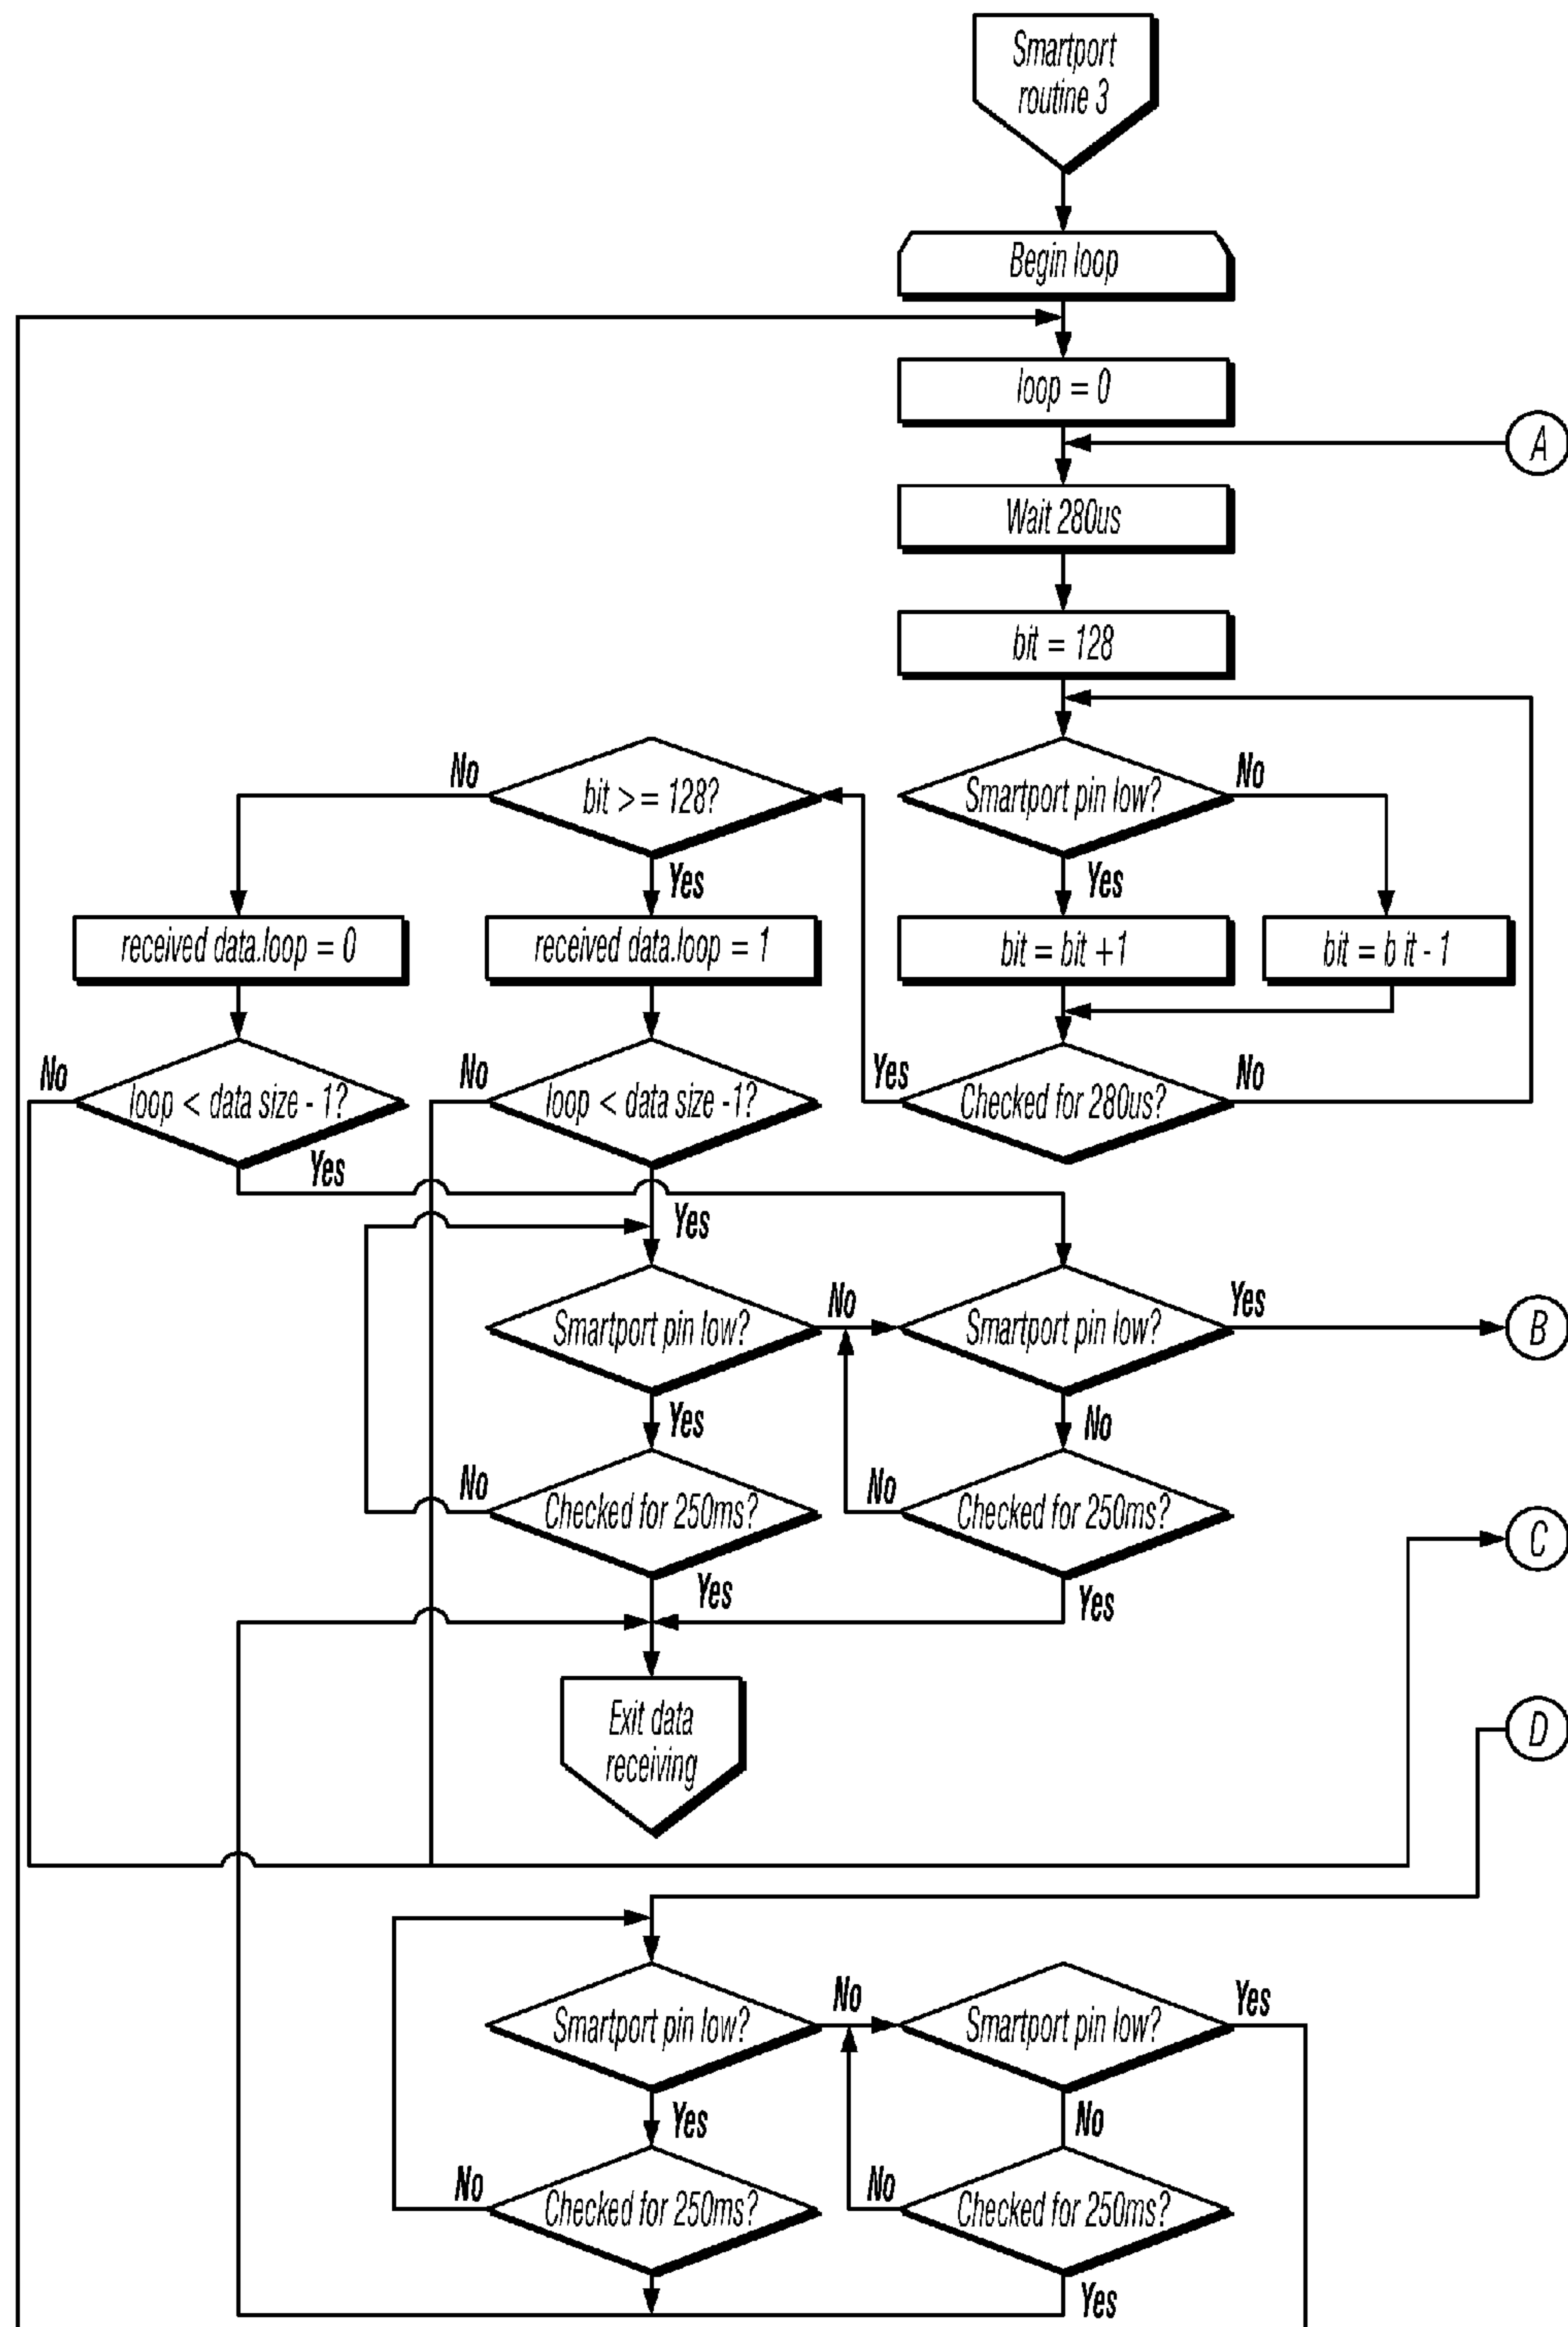 Smartport
routine 3
Begin loop
loop = 0
A
Wait 280us
bit = 128
No
bit > = 128?
Smartport pin low?
No
Yes
Yes
received data.loop = 0
received data.loop = 1
bit = bit +1
bit = b it - 1
No
loop < data size - 1?
No
loop < data size -1?
Yes
Checked for 280us?
No
Yes
Yes
Smartport pin low?
No
Smartport pin low?
Yes
B
Yes
No
No
Checked for 250ms?
No
Checked for 250ms?
C
Yes
Yes
Exit data
receiving
D
Smartport pin low?
No
Smartport pin low?
Yes
Yes
No
No
Checked for 250ms?
No
Checked for 250ms?
Yes